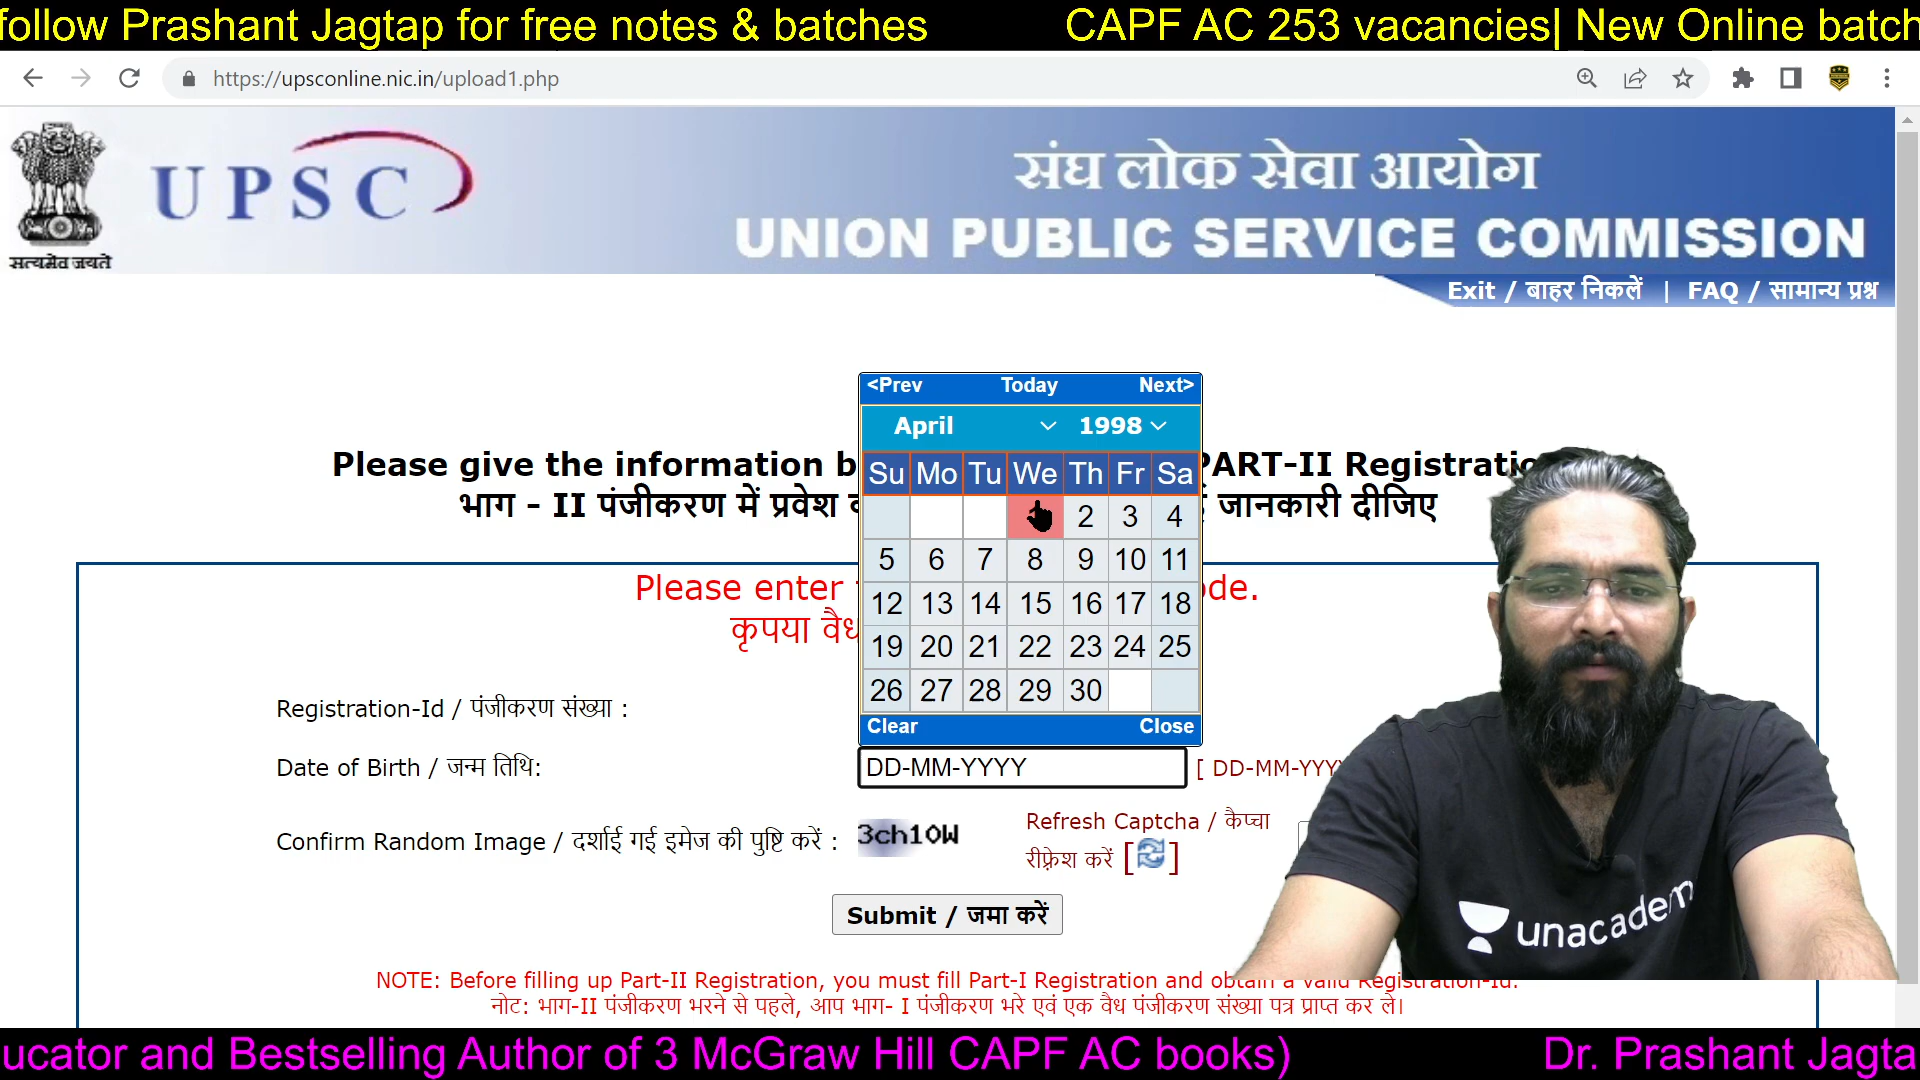 follow Prashant Jagtap for free notes & batches CAPF AC 253 vacancies| New Online batch
https://upsconline.nic.in/upload1.php
सत्यमेव जयते
UPSC
संघ लोक सेवा आयोग
UNION PUBLIC SERVICE COMMISSION
Exit / बाहर निकलें | FAQ / सामान्य प्रश्न
<Prev Today Next>
April 1998
Su Mo Tu We Th Fr Sa
2 3 4
5 6 7 8 9 10 11
12 13 14 15 16 17 18
19 20 21 22 23 24 25
26 27 28 29 30
Clear Close
Please give the information PART-II
भाग - II पंजीकरण में प्रवेश जानकारी दीजिए
Please enter
कृपया
Registration-Id / पंजीकरण संख्या :
Date of Birth / जन्म तिथि: DD-MM-YYYY [ DD-MM-YYYY
Confirm Random Image / दर्शाई गई इमेज की पुष्टि करें : 3ch10W Refresh Captcha / कैप्चा
रीफ़्रेश करें [ ]
Submit / जमा करें
NOTE: Before filling up Part-II Registration, you must fill Part-I Registration and obtain a valid Registration-Id.
नोट: भाग-II पंजीकरण भरने से पहले, आप भाग- I पंजीकरण भरे एवं एक वैध पंजीकरण संख्या पत्र प्राप्त कर ले।
unacadem
ucator and Bestselling Author of 3 McGraw Hill CAPF AC books) Dr. Prashant Jagta